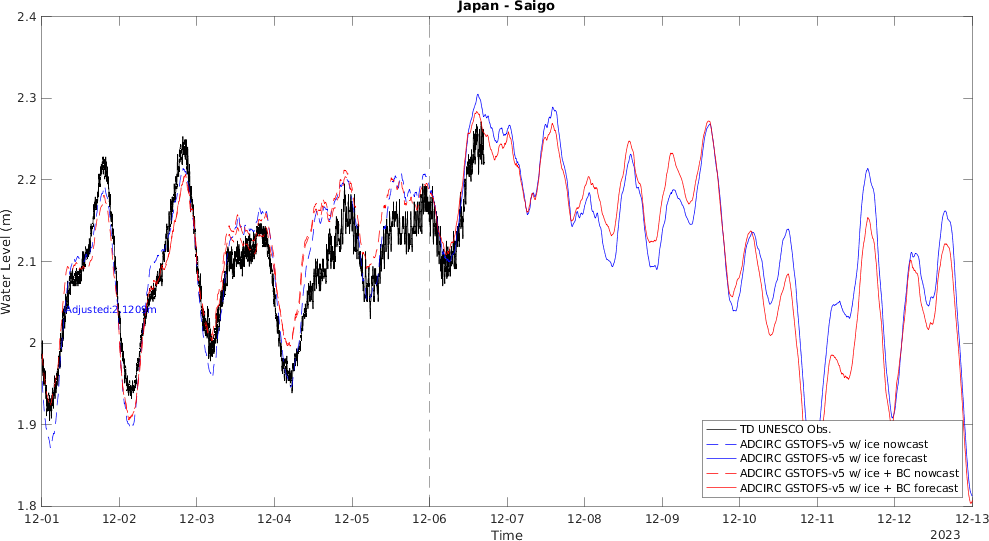 Japan - Saigo
2.4
2.3
2.2
2.1
2
1.9
1.8
Water Level (m)
Adjusted:2.1209m
TD UNESCO Obs.
ADCIRC GSTOFS-v5 w/ ice nowcast
ADCIRC GSTOFS-v5 w/ ice forecast
ADCIRC GSTOFS-v5 w/ ice + BC nowcast
ADCIRC GSTOFS-v5 w/ ice + BC forecast
12-01 12-02 12-03 12-04 12-05 12-06 12-07 12-08 12-09 12-10 12-11 12-12 12-13
Time
2023